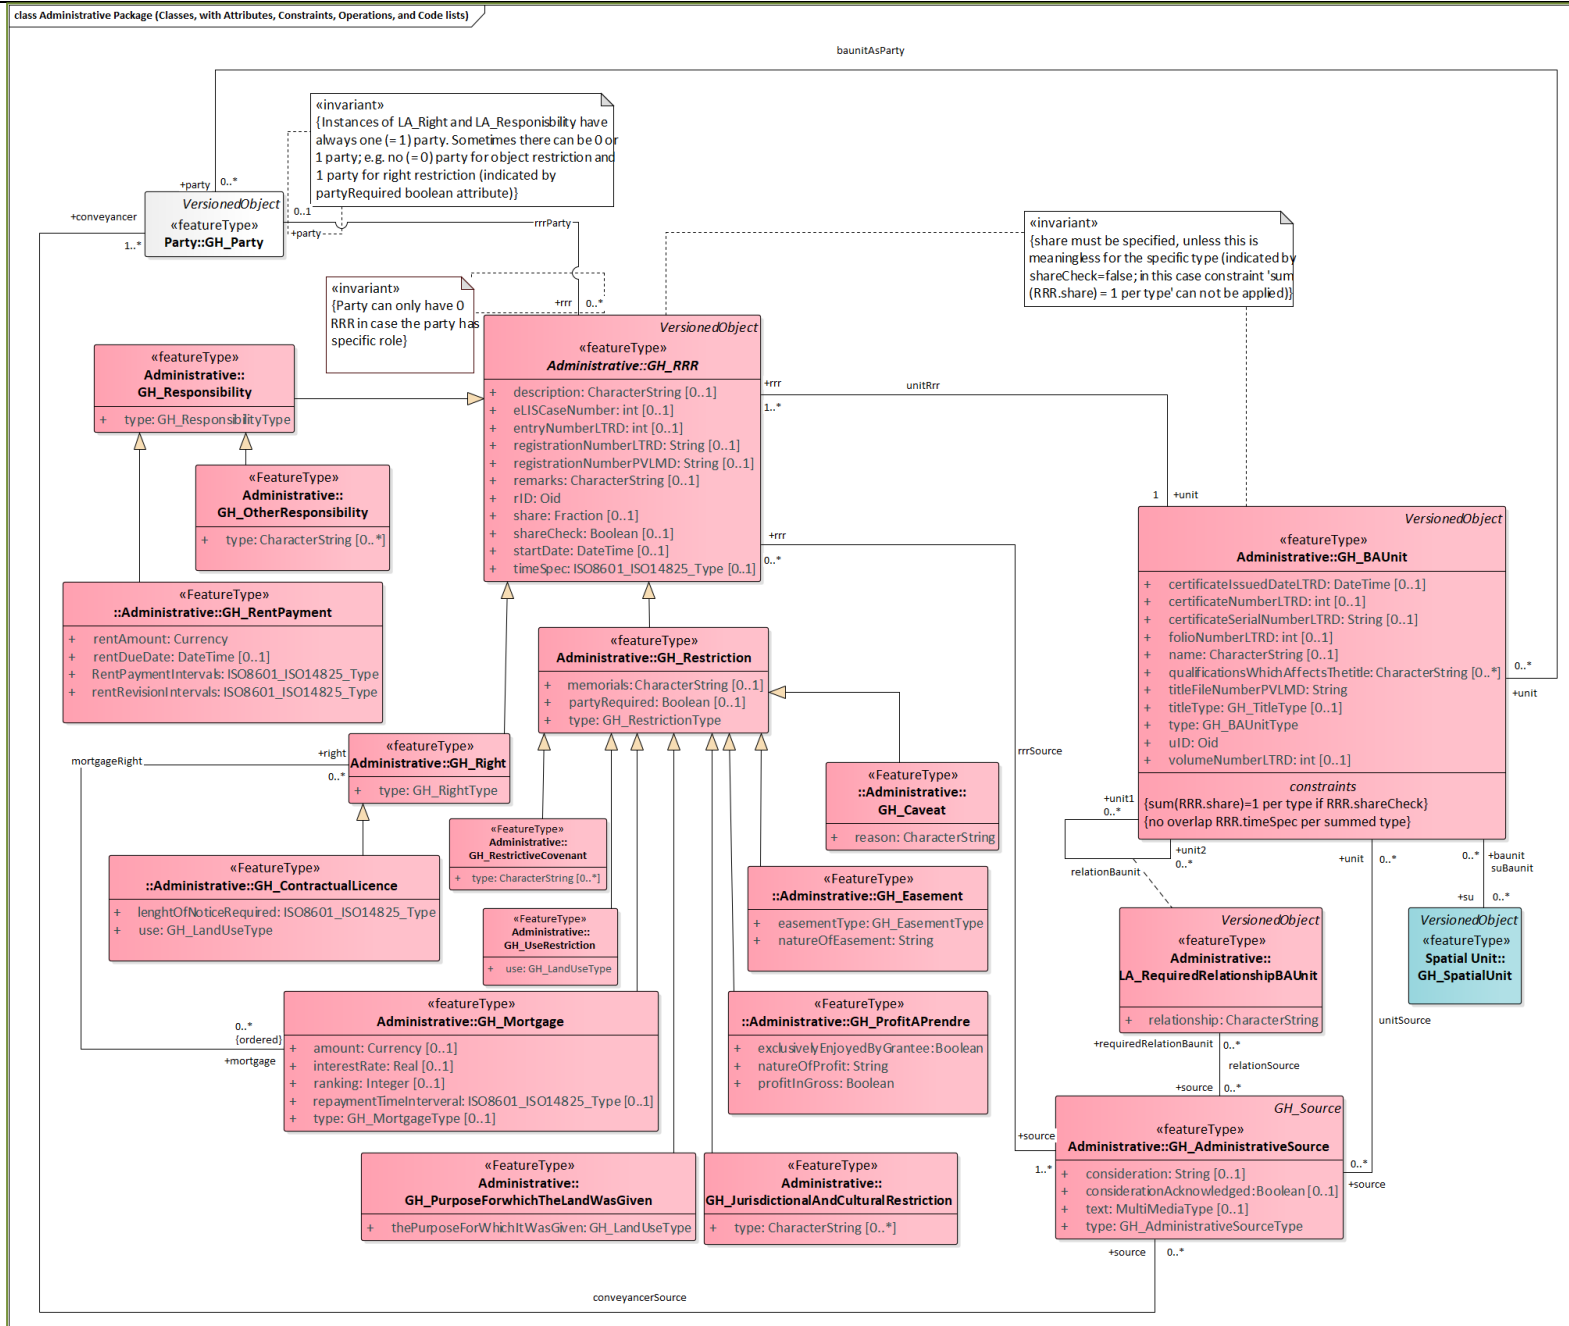 class Administrative Package (Classes, with Attributes, Constraints, Operations, and Code lists)
baunitAsParty
«invariant»
{Instances of LA_Right and LA_Responisbility have
always one (= 1) party. Sometimes there can be 0 or
1 party; e.g. no (= 0) party for object restriction and
1 party for right restriction (indicated by
partyRequired boolean attribute)}
+party
0..*
VersionedObject
«featureType»
Party::GH_Party
+conveyancer
1..*
0..1
+party
rrrParty
«invariant»
{share must be specified, unless this is
meaningless for the specific type (indicated by
shareCheck=false; in this case constraint 'sum
(RRR.share) = 1 per type' can not be applied)}
«invariant»
{Party can only have 0
RRR in case the party has
specific role}
+rrr
0..*
VersionedObject
«featureType»
Administrative::GH_RRR
+ description: CharacterString [0..1]
+ eLISCaseNumber: int [0..1]
+ entryNumberLTRD: int [0..1]
+ registrationNumberLTRD: String [0..1]
+ registrationNumberPVLMD: String [0..1]
+ remarks: CharacterString [0..1]
+ rID: Oid
+ share: Fraction [0..1]
+ shareCheck: Boolean [0..1]
+ startDate: DateTime [0..1]
+ timeSpec: ISO8601_ISO14825_Type [0..1]
«featureType»
Administrative::
GH_Responsibility
+ type: GH_ResponsibilityType
«FeatureType»
Administrative::
GH_OtherResponsibility
+ type: CharacterString [0..*]
«FeatureType»
::Administrative::GH_RentPayment
+ rentAmount: Currency
+ rentDueDate: DateTime [0..1]
+ RentPaymentIntervals: ISO8601_ISO14825_Type
+ rentRevisionIntervals: ISO8601_ISO14825_Type
+rrr
1..*
unitRrr
1
+unit
+rrr
0..*
rrrSource
VersionedObject
«featureType»
Administrative::GH_BAUnit
+ certificateIssuedDateLTRD: DateTime [0..1]
+ certificateNumberLTRD: int [0..1]
+ certificateSerialNumberLTRD: String [0..1]
+ folioNumberLTRD: int [0..1]
+ name: CharacterString [0..1]
+ qualificationsWhichAffectsThetitle: CharacterString [0..*]
+ titleFileNumberPVLMD: String
+ titleType: GH_TitleType [0..1]
+ type: GH_BAUnitType
+ uID: Oid
+ volumeNumberLTRD: int [0..1]
constraints
{sum(RRR.share)=1 per type if RRR.shareCheck}
{no overlap RRR.timeSpec per summed type}
0..*
+unit
«featureType»
Administrative::GH_Restriction
+ memorials: CharacterString [0..1]
+ partyRequired: Boolean [0..1]
+ type: GH_RestrictionType
mortgageRight
+right
0..*
«featureType»
Administrative::GH_Right
+ type: GH_RightType
«FeatureType»
::Administrative::
GH_Caveat
+ reason: CharacterString
«FeatureType»
Administrative::
GH_RestrictiveCovenant
+ type: CharacterString [0..*]
«FeatureType»
::Administrative::GH_ContractualLicence
+ lenghtOfNoticeRequired: ISO8601_ISO14825_Type
+ use: GH_LandUseType
«FeatureType»
::Adminstrative::GH_Easement
+ easementType: GH_EasementType
+ natureOfEasement: String
«FeatureType»
Administrative::
GH_UseRestriction
+ use: GH_LandUseType
+unit1
0..*
+unit2
0..*
relationBaunit
+unit
0..*
0..*
+baunit
suBaunit
+su
0..*
VersionedObject
«featureType»
Administrative::
LA_RequiredRelationshipBAUnit
+ relationship: CharacterString
VersionedObject
«featureType»
Spatial Unit::
GH_SpatialUnit
unitSource
0..*
{ordered}
+mortgage
«featureType»
Administrative::GH_Mortgage
+ amount: Currency [0..1]
+ interestRate: Real [0..1]
+ ranking: Integer [0..1]
+ repaymentTimeInterveral: ISO8601_ISO14825_Type [0..1]
+ type: GH_MortgageType [0..1]
«FeatureType»
::Administrative::GH_ProfitAPrendre
+ exclusivelyEnjoyedByGrantee:Boolean
+ natureOfProfit: String
+ profitInGross: Boolean
+requiredRelationBaunit
0..*
relationSource
+source
0..*
GH_Source
«featureType»
Administrative::GH_AdministrativeSource
+ consideration: String [0..1]
+ considerationAcknowledged:Boolean [0..1]
+ text: MultiMediaType [0..1]
+ type: GH_AdministrativeSourceType
+source
1..*
0..*
+source
«FeatureType»
Administrative::
GH_PurposeForwhichTheLandWasGiven
+ thePurposeForWhichItWasGiven: GH_LandUseType
«FeatureType»
Administrative::
GH_JurisdictionalAndCulturalRestriction
+ type: CharacterString [0..*]
+source
0..*
conveyancerSource